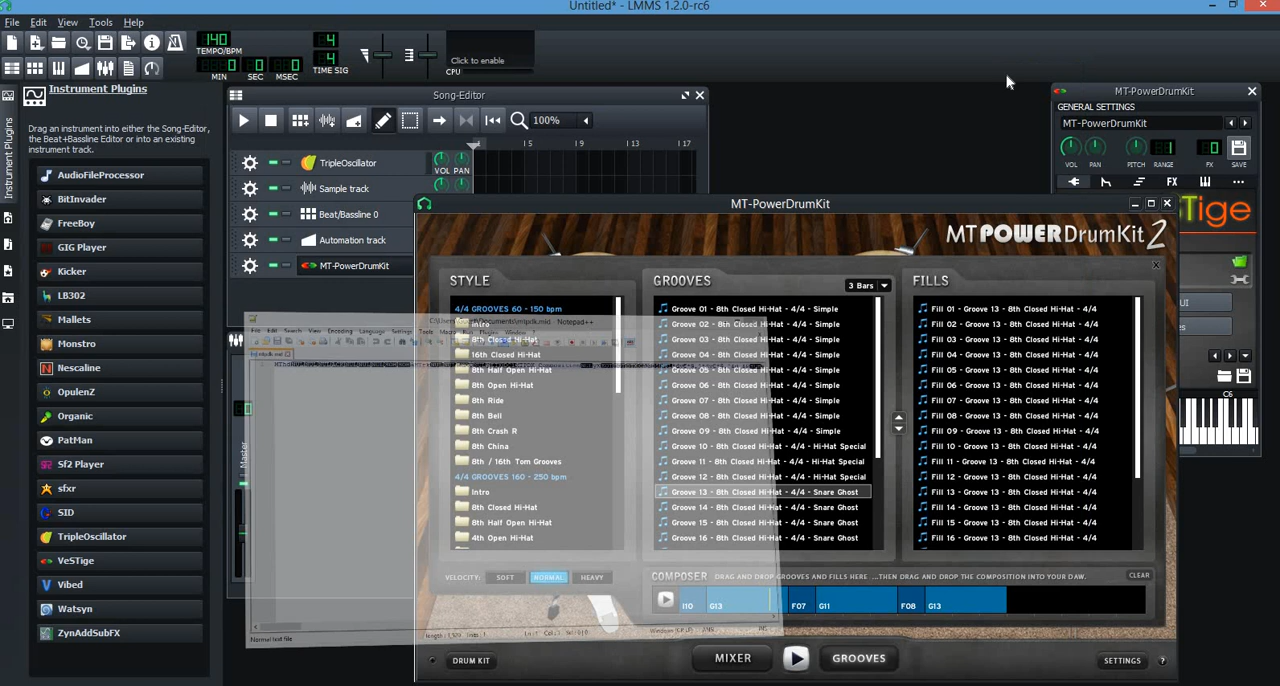 Untitled* - LMMS 1.2.0-rc6
File Edit View Tools Help
140
TEMPO/BPM
0 0 0
MIN SEC MSEC
4
4
TIME SIG
Click to enable
CPU
Instrument Plugins
Instrument Plugins
Drag an instrument into either the Song-Editor,
the Beat+Bassline Editor or into an existing
instrument track.
AudioFileProcessor
BitInvader
FreeBoy
GIG Player
Kicker
LB302
Mallets
Monstro
Nescaline
OpulenZ
Organic
PatMan
Sf2 Player
sfxr
SID
TripleOscillator
VeSTige
Vibed
Watsyn
ZynAddSubFX
Song-Editor
100%
5 9 13 17
TripleOscillator
VOL PAN
Sample track
Beat/Bassline 0
Automation track
MT-PowerDrumKit
Master
MT-PowerDrumKit
GENERAL SETTINGS
MT-PowerDrumKit
1 0
VOL PAN PITCH RANGE FX SAVE
FX
Tige
UI
es
C6
MT-PowerDrumKit
MT POWER DrumKit 2
STYLE
4/4 GROOVES 60 - 150 bpm
Intro
8th Closed Hi-Hat
16th Closed Hi-Hat
8th Half Open Hi-Hat
8th Open Hi-Hat
8th Ride
8th Bell
8th Crash R
8th China
8th / 16th Tom Grooves
4/4 GROOVES 160 - 250 bpm
Intro
8th Closed Hi-Hat
8th Half Open Hi-Hat
4th Open Hi-Hat
GROOVES
3 Bars
Groove 01 - 8th Closed Hi-Hat - 4/4 - Simple
Groove 02 - 8th Closed Hi-Hat - 4/4 - Simple
Groove 03 - 8th Closed Hi-Hat - 4/4 - Simple
Groove 04 - 8th Closed Hi-Hat - 4/4 - Simple
Groove 05 - 8th Closed Hi-Hat - 4/4 - Simple
Groove 06 - 8th Closed Hi-Hat - 4/4 - Simple
Groove 07 - 8th Closed Hi-Hat - 4/4 - Simple
Groove 08 - 8th Closed Hi-Hat - 4/4 - Simple
Groove 09 - 8th Closed Hi-Hat - 4/4 - Simple
Groove 10 - 8th Closed Hi-Hat - 4/4 - Hi-Hat Special
Groove 11 - 8th Closed Hi-Hat - 4/4 - Hi-Hat Special
Groove 12 - 8th Closed Hi-Hat - 4/4 - Hi-Hat Special
Groove 13 - 8th Closed Hi-Hat - 4/4 - Snare Ghost
Groove 14 - 8th Closed Hi-Hat - 4/4 - Snare Ghost
Groove 15 - 8th Closed Hi-Hat - 4/4 - Snare Ghost
Groove 16 - 8th Closed Hi-Hat - 4/4 - Snare Ghost
FILLS
Fill 01 - Groove 13 - 8th Closed Hi-Hat - 4/4
Fill 02 - Groove 13 - 8th Closed Hi-Hat - 4/4
Fill 03 - Groove 13 - 8th Closed Hi-Hat - 4/4
Fill 04 - Groove 13 - 8th Closed Hi-Hat - 4/4
Fill 05 - Groove 13 - 8th Closed Hi-Hat - 4/4
Fill 06 - Groove 13 - 8th Closed Hi-Hat - 4/4
Fill 07 - Groove 13 - 8th Closed Hi-Hat - 4/4
Fill 08 - Groove 13 - 8th Closed Hi-Hat - 4/4
Fill 09 - Groove 13 - 8th Closed Hi-Hat - 4/4
Fill 10 - Groove 13 - 8th Closed Hi-Hat - 4/4
Fill 11 - Groove 13 - 8th Closed Hi-Hat - 4/4
Fill 12 - Groove 13 - 8th Closed Hi-Hat - 4/4
Fill 13 - Groove 13 - 8th Closed Hi-Hat - 4/4
Fill 14 - Groove 13 - 8th Closed Hi-Hat - 4/4
Fill 15 - Groove 13 - 8th Closed Hi-Hat - 4/4
Fill 16 - Groove 13 - 8th Closed Hi-Hat - 4/4
VELOCITY: SOFT NORMAL HEAVY
COMPOSER DRAG AND DROP GROOVES AND FILLS HERE ...THEN DRAG AND DROP THE COMPOSITION INTO YOUR DAW. CLEAR
I10 G13 F07 G11 F08 G13
DRUM KIT MIXER GROOVES SETTINGS ?
Notepad++
File Edit Search View Encoding Language Settings
Normal text file